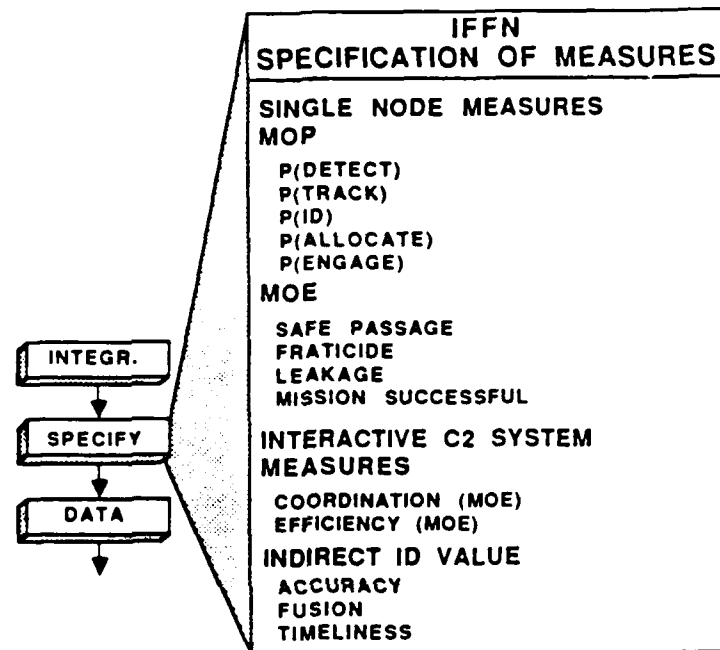 IFFN
SPECIFICATION OF MEASURES
SINGLE NODE MEASURES
MOP
P(DETECT)
P(TRACK)
P(ID)
P(ALLOCATE)
P(ENGAGE)
MOE
SAFE PASSAGE
FRATICIDE
LEAKAGE
MISSION SUCCESSFUL
INTERACTIVE C2 SYSTEM
MEASURES
COORDINATION (MOE)
EFFICIENCY (MOE)
INDIRECT ID VALUE
ACCURACY
FUSION
TIMELINESS
INTEGR.
SPECIFY
DATA